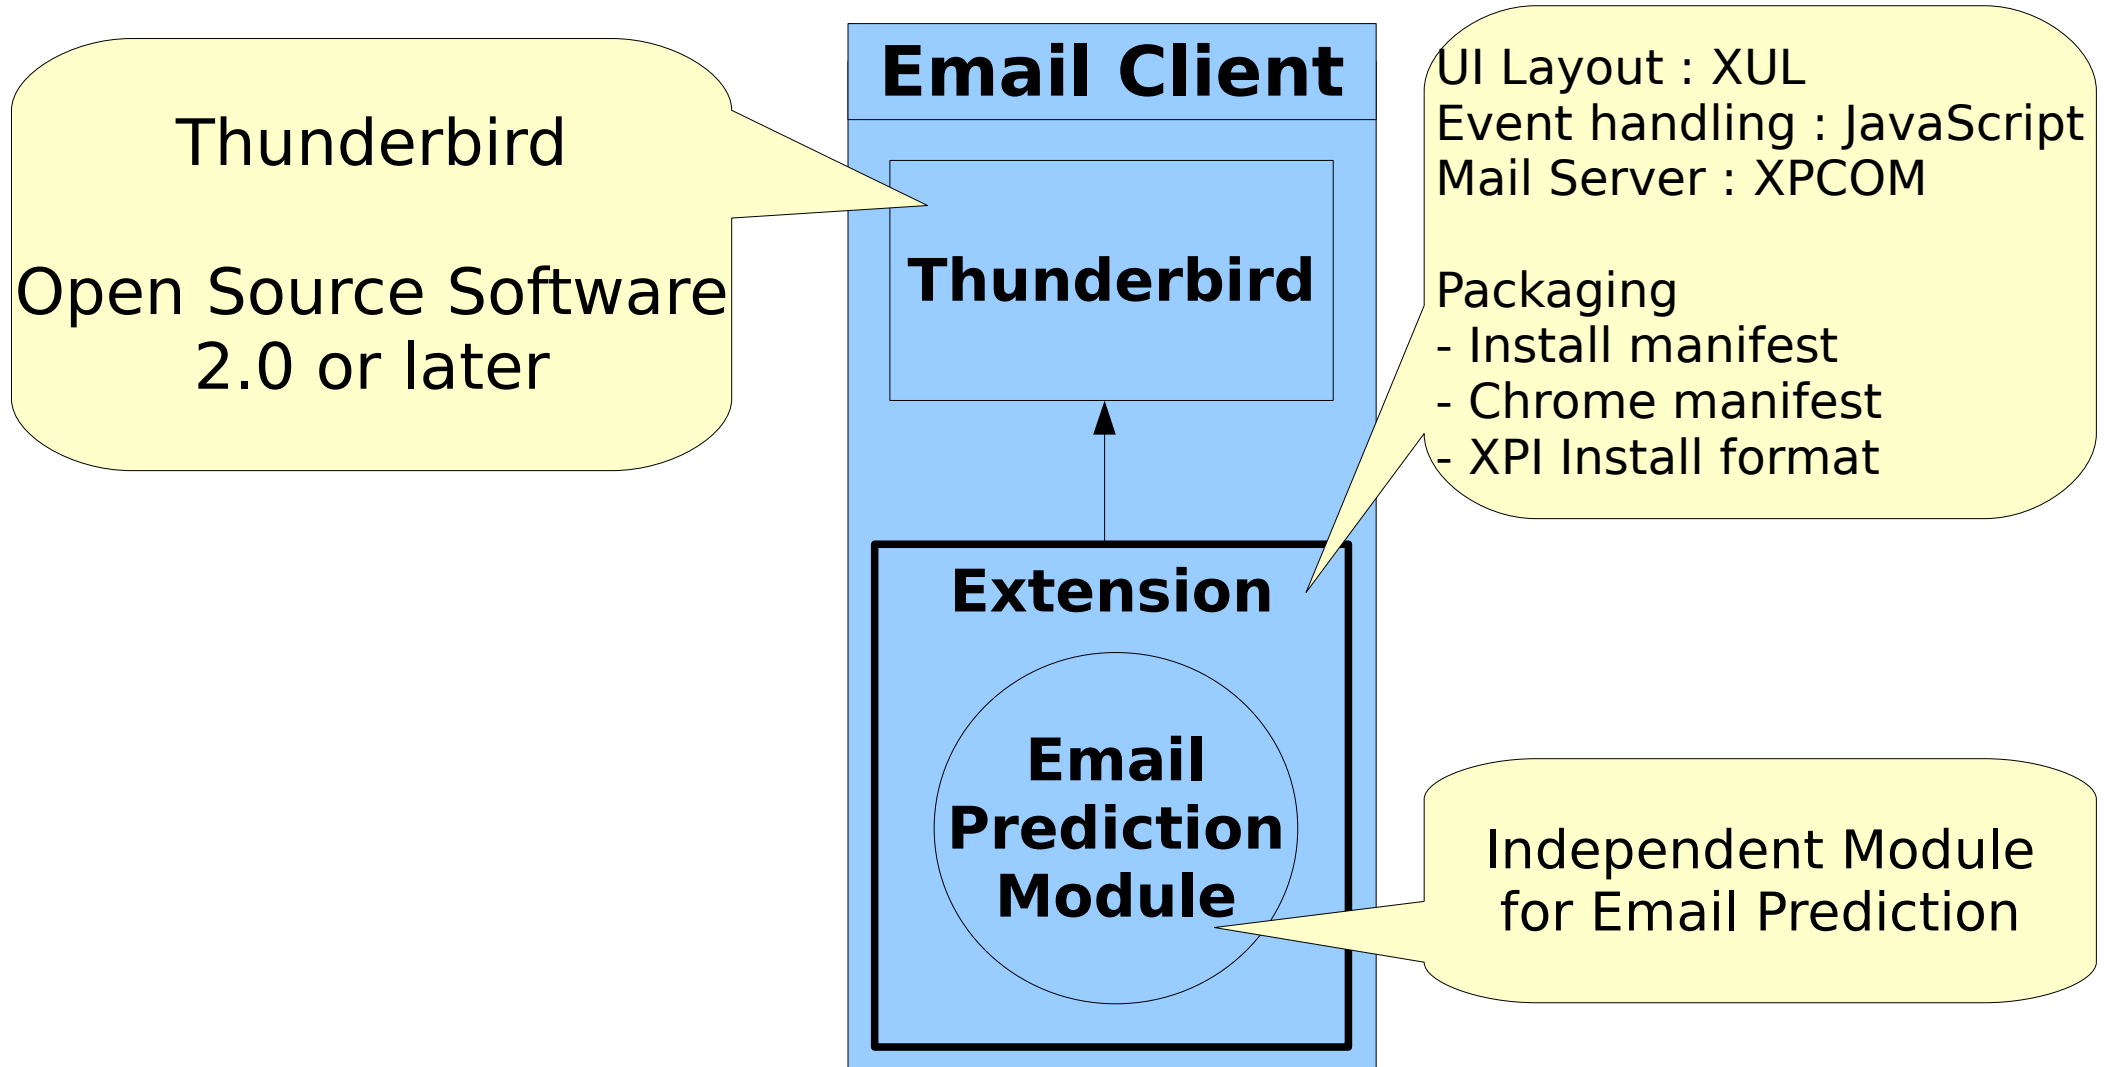 Email Client
Thunderbird
Open Source Software
2.0 or later
Thunderbird
UI Layout : XUL
Event handling : JavaScript
Mail Server : XPCOM
Packaging
- Install manifest
- Chrome manifest
- XPI Install format
Extension
Email
Prediction
Module
Independent Module
for Email Prediction